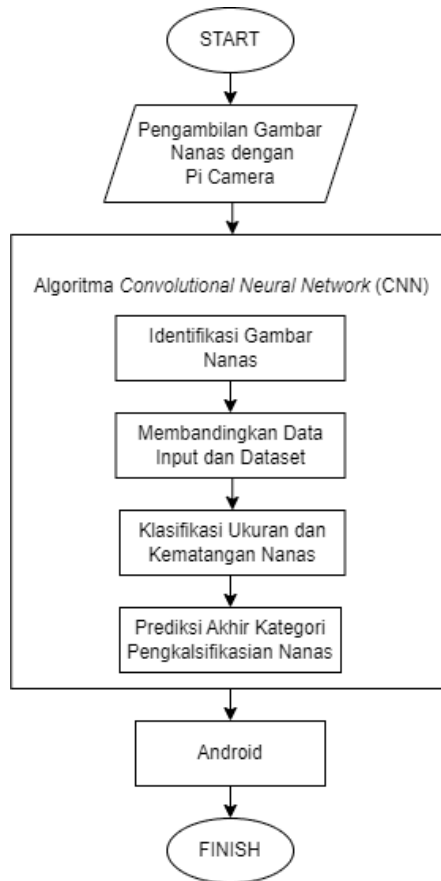 START
Pengambilan Gambar
Nanas dengan
Pi Camera
Algoritma Convolutional Neural Network (CNN)
Identifikasi Gambar
Nanas
Membandingkan Data
Input dan Dataset
Klasifikasi Ukuran dan
Kematangan Nanas
Prediksi Akhir Kategori
Pengkalsifikasian Nanas
Android
FINISH